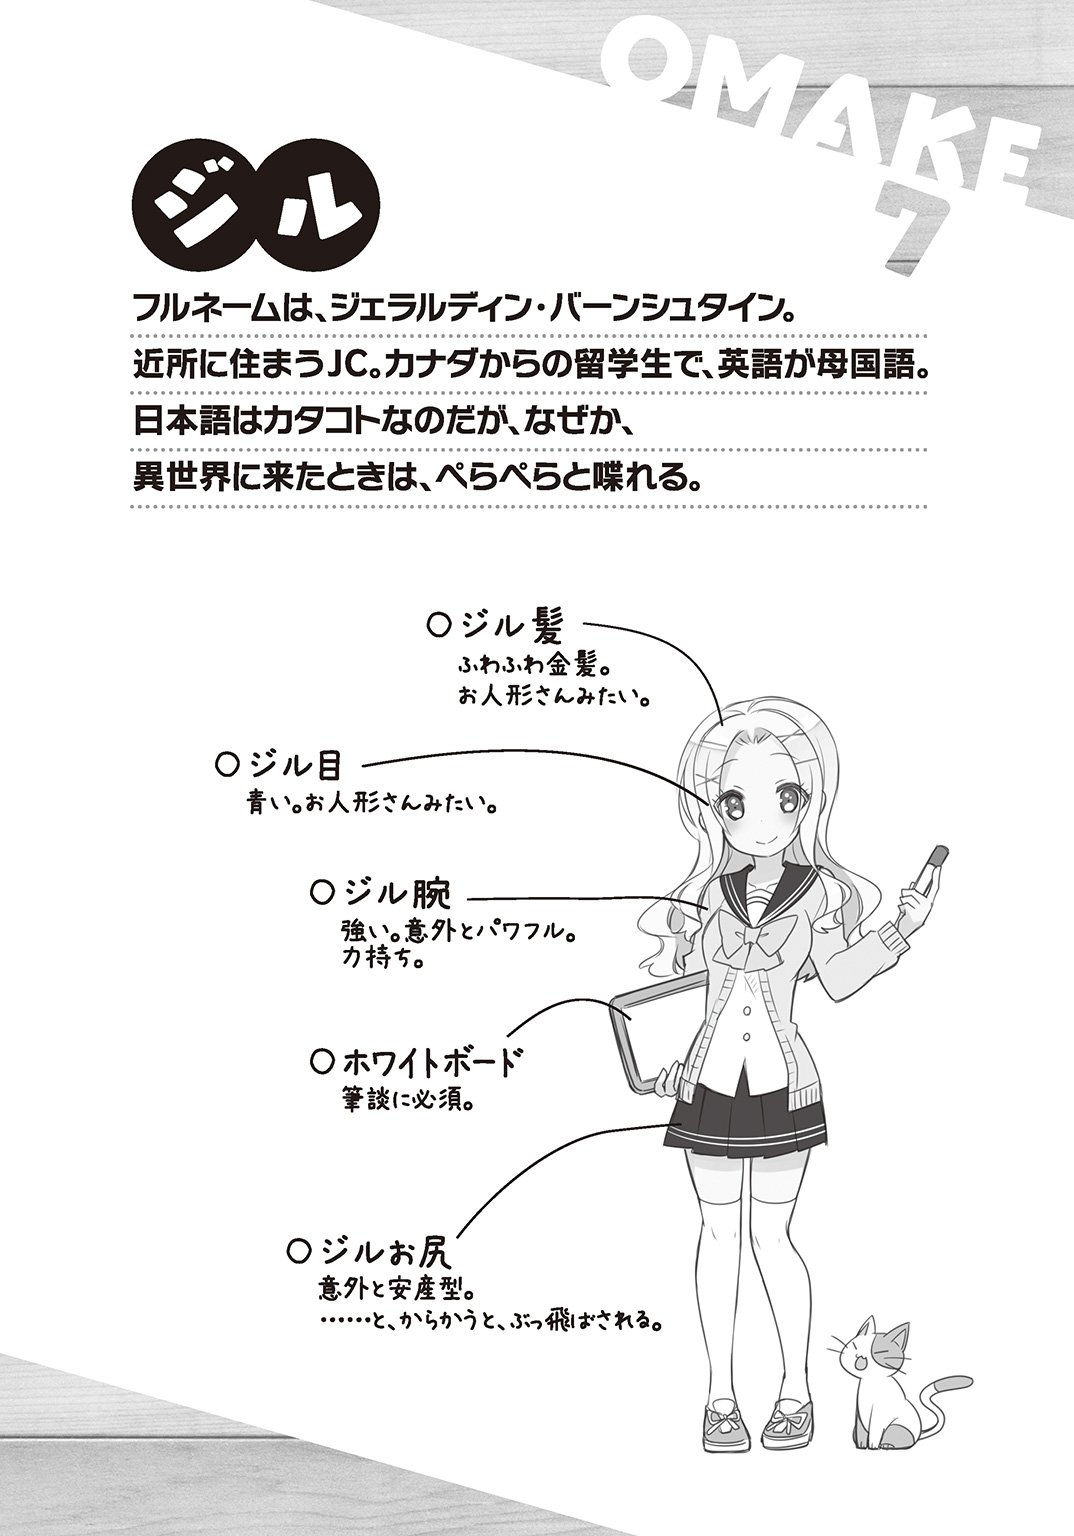 OMAKE
7
ジル
フルネームは、ジェラルディン・バーンシュタイン。
近所に住まうJC。カナダからの留学生で、英語が母国語。
日本語はカタコトなのだが、なぜか、
異世界に来たときは、ぺらぺらと喋れる。
○ジル髪
ふわふわ金髪。
お人形さんみたい。
○ジル目
青い。お人形さんみたい。
○ジル腕
強い。意外とパワフル。
力持ち。
○ホワイトボード
筆談に必須。
○ジルお尻
意外と安産型。
……と、からかうと、ぶっ飛ばされる。